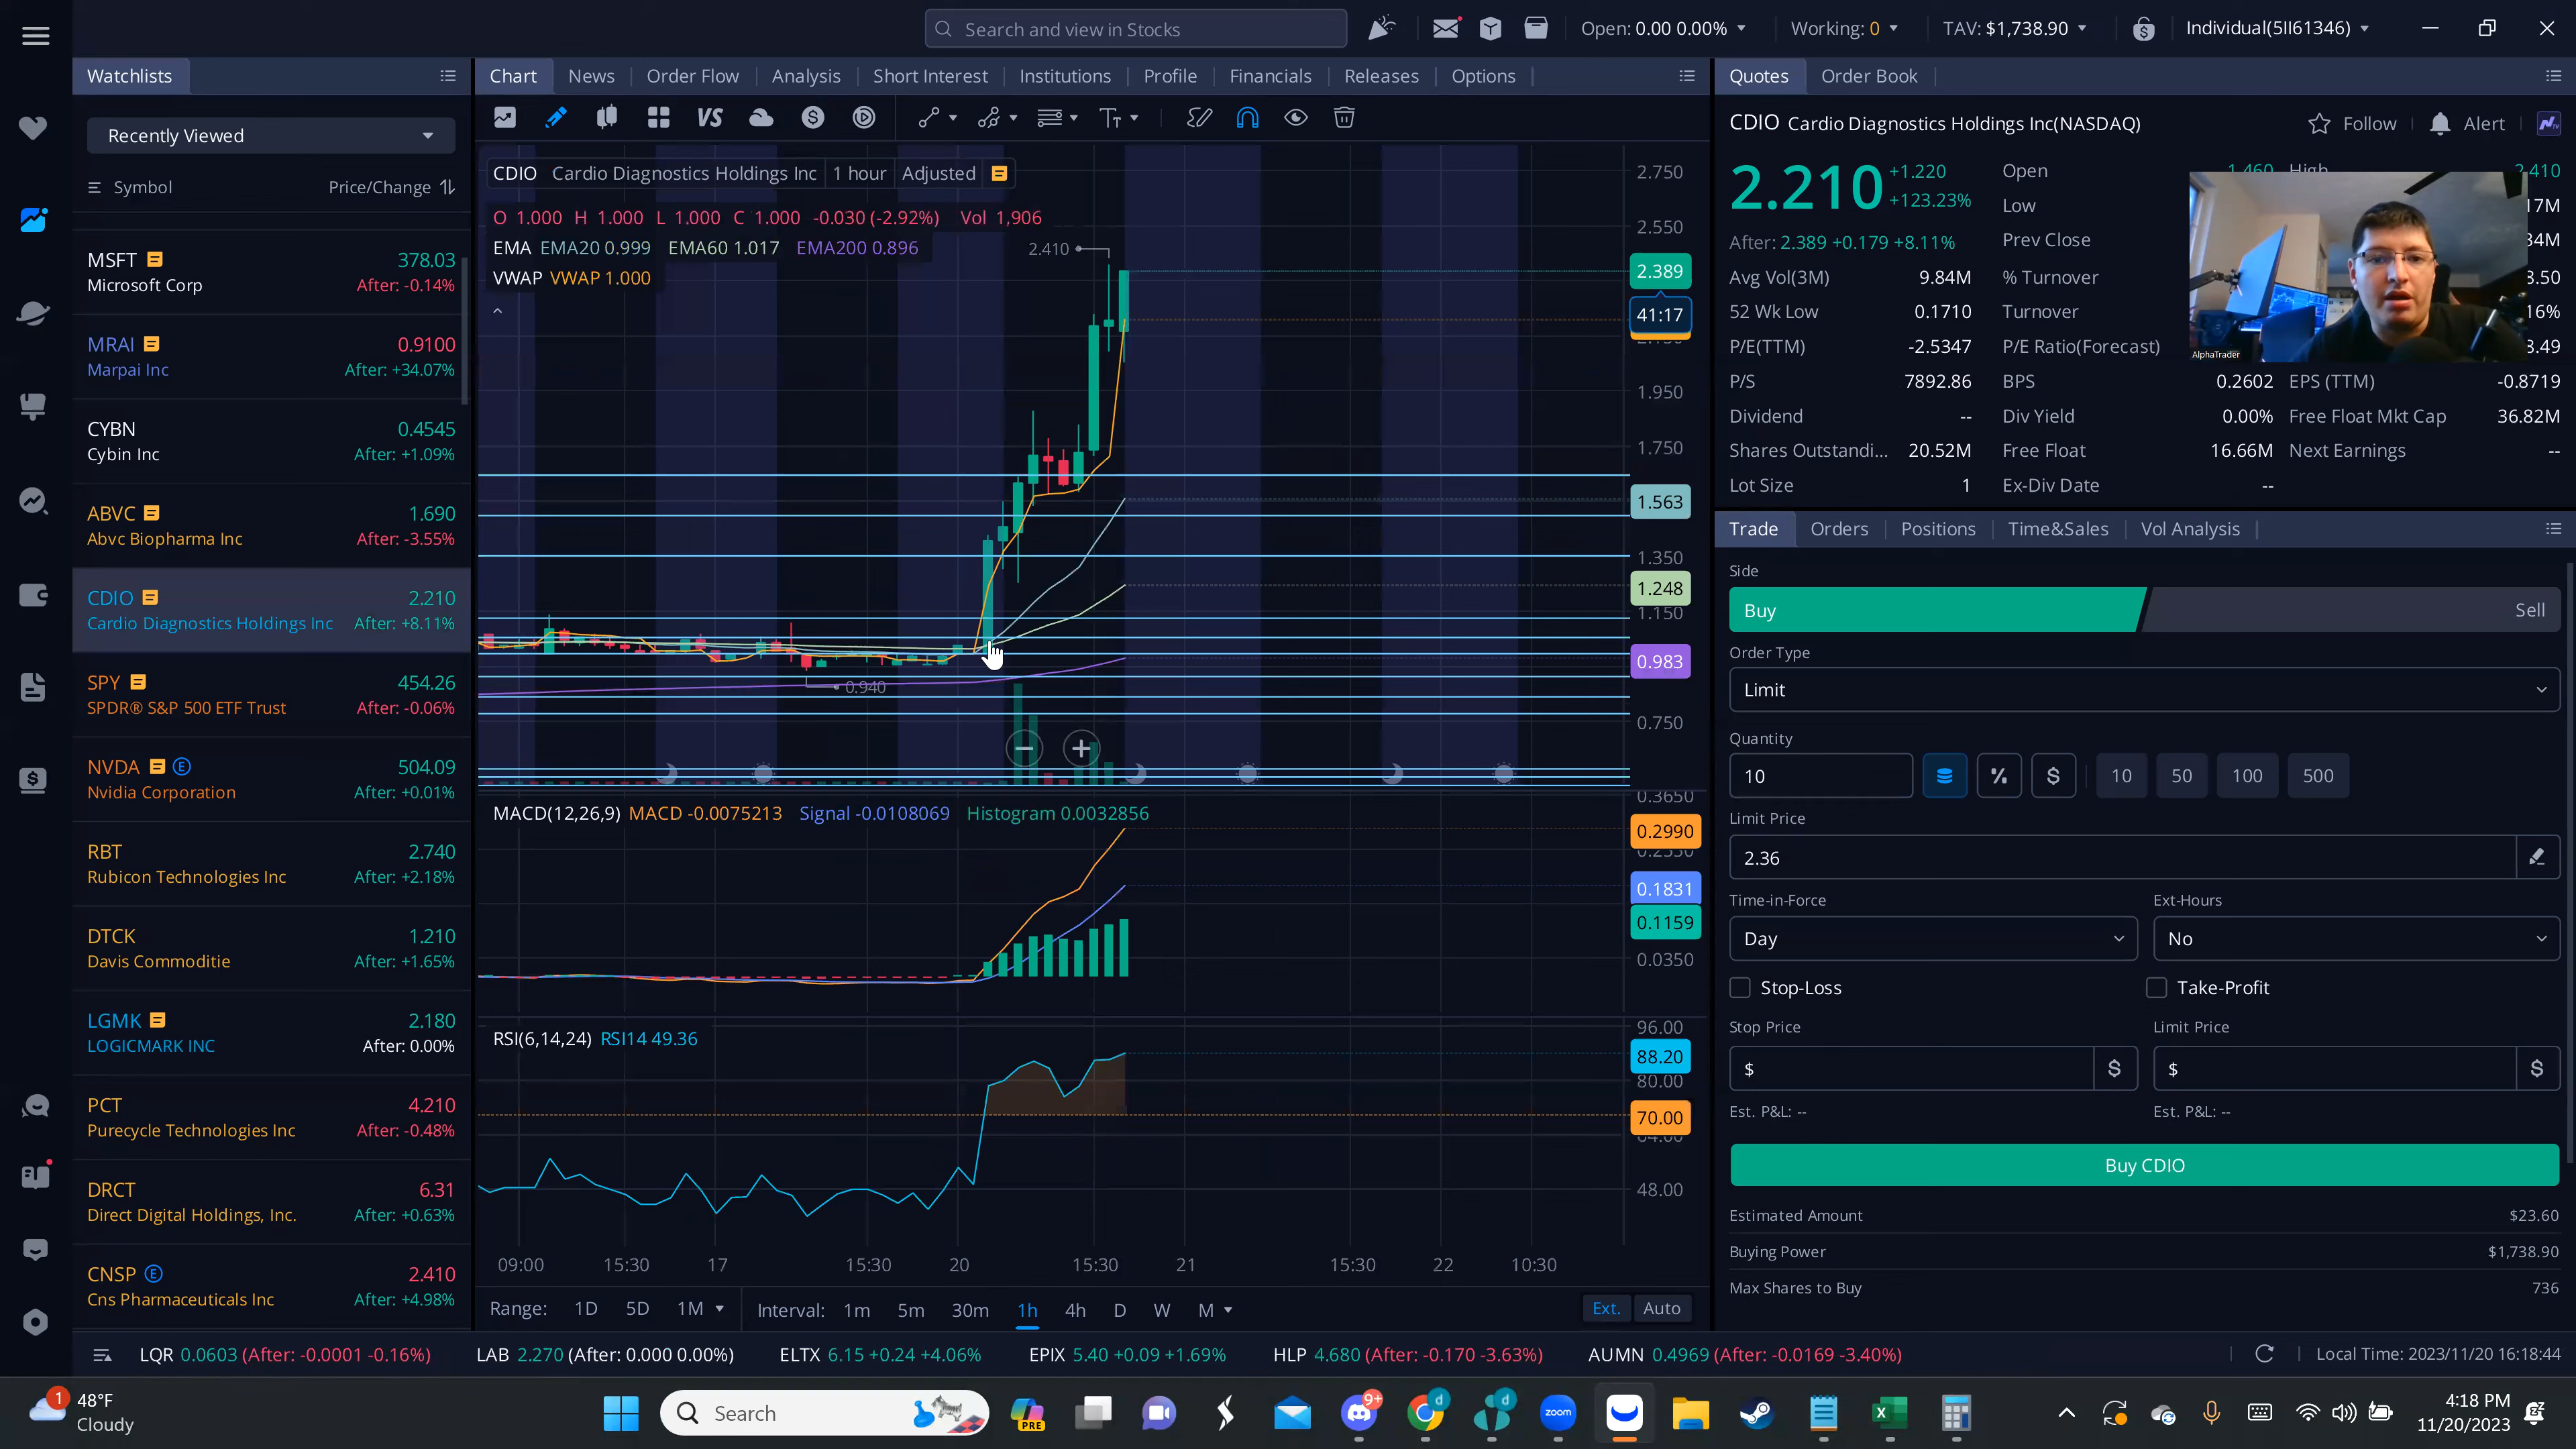 Search and view in Stocks
Open: 0.00 0.00%
Working: 0
TAV: $1,738.90
Individual(5II61346)
Watchlists
Recently Viewed
Symbol
Price/Change
MSFT
378.03
Microsoft Corp
After: -0.14%
MRAI
0.9100
Marpai Inc
After: +34.07%
CYBN
0.4545
Cybin Inc
After: +1.09%
ABVC
1.690
Abvc Biopharma Inc
After: -3.55%
CDIO
2.210
Cardio Diagnostics Holdings Inc
After: +8.11%
SPY
454.26
SPDR® S&P 500 ETF Trust
After: -0.06%
NVDA E
504.09
Nvidia Corporation
After: +0.01%
RBT
2.740
Rubicon Technologies Inc
After: +2.18%
DTCK
1.210
Davis Commoditie
After: +1.65%
LGMK
2.180
LOGICMARK INC
After: 0.00%
PCT
4.210
Purecycle Technologies Inc
After: -0.48%
DRCT
6.31
Direct Digital Holdings, Inc.
After: +0.63%
CNSP E
2.410
Cns Pharmaceuticals Inc
After: +4.98%
Chart News Order Flow Analysis Short Interest Institutions Profile Financials Releases Options
VS
CDIO Cardio Diagnostics Holdings Inc 1 hour Adjusted
O 1.000 H 1.000 L 1.000 C 1.000 -0.030 (-2.92%) Vol 1,906
EMA EMA20 0.999 EMA60 1.017 EMA200 0.896
VWAP VWAP 1.000
2.410
0.940
2.750
2.550
2.389
41:17
1.950
1.750
1.563
1.350
1.248
1.150
0.983
0.750
MACD(12,26,9) MACD -0.0075213 Signal -0.0108069 Histogram 0.0032856
0.3650
0.2990
0.1831
0.1159
0.0350
RSI(6,14,24) RSI14 49.36
96.00
88.20
80.00
70.00
48.00
09:00 15:30 17 15:30 20 15:30 21 15:30 22 10:30
Range: 1D 5D 1M
Interval: 1m 5m 30m 1h 4h D W M
Ext. Auto
Quotes Order Book
CDIO Cardio Diagnostics Holdings Inc(NASDAQ)
Follow Alert
2.210
+1.220
+123.23%
After: 2.389 +0.179 +8.11%
Open 1.460 High 2.410
Low 17M
Prev Close 34M
Avg Vol(3M) 9.84M % Turnover 8.50
52 Wk Low 0.1710 Turnover 16%
P/E(TTM) -2.5347 P/E Ratio(Forecast) 8.49
P/S 7892.86 BPS 0.2602 EPS (TTM) -0.8719
Dividend -- Div Yield 0.00% Free Float Mkt Cap 36.82M
Shares Outstandi... 20.52M Free Float 16.66M Next Earnings --
Lot Size 1 Ex-Div Date --
AlphaTrader
Trade Orders Positions Time&Sales Vol Analysis
Side
Buy Sell
Order Type
Limit
Quantity
10 % $ 10 50 100 500
Limit Price
2.36
Time-in-Force Ext-Hours
Day No
Stop-Loss Take-Profit
Stop Price Limit Price
$ $ $ $
Est. P&L: -- Est. P&L: --
Buy CDIO
Estimated Amount $23.60
Buying Power $1,738.90
Max Shares to Buy 736
LQR 0.0603 (After: -0.0001 -0.16%) LAB 2.270 (After: 0.000 0.00%) ELTX 6.15 +0.24 +4.06% EPIX 5.40 +0.09 +1.69% HLP 4.680 (After: -0.170 -3.63%) AUMN 0.4969 (After: -0.0169 -3.40%)
Local Time: 2023/11/20 16:18:44
1
48°F
Cloudy
Search
PRE
9+
d
d
zoom
4:18 PM
11/20/2023